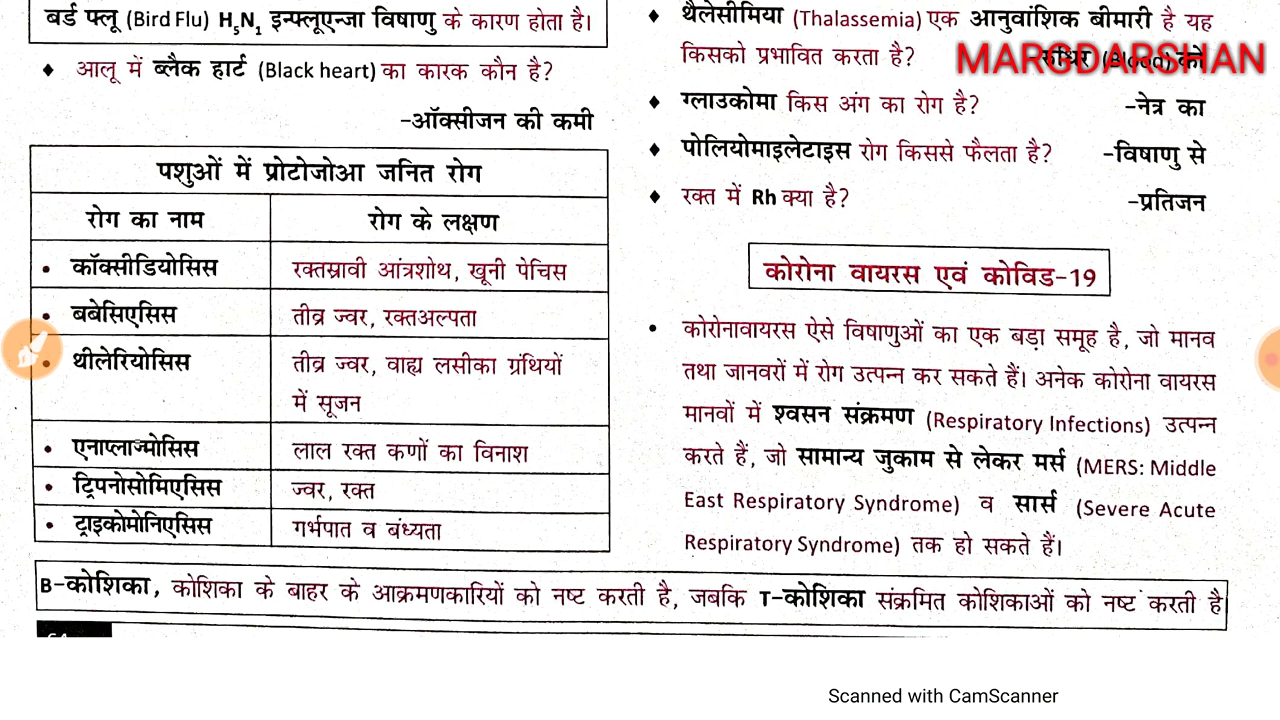 बर्ड फ्लू (Bird Flu) H₅N₁ इन्फ्लूएन्जा विषाणु के कारण होता है।
♦ आलू में ब्लैक हार्ट (Black heart) का कारक कौन है?
-ऑक्सीजन की कमी
पशुओं में प्रोटोजोआ जनित रोग
रोग का नाम रोग के लक्षण
• कॉक्सीडियोसिस रक्तस्रावी आंत्रशोथ, खूनी पेचिस
• बबेसिएसिस तीव्र ज्वर, रक्तअल्पता
• थीलेरियोसिस तीव्र ज्वर, वाह्य लसीका ग्रंथियों
में सूजन
• एनाप्लाज्मोसिस लाल रक्त कणों का विनाश
• ट्रिपनोसोमिएसिस ज्वर, रक्त
• ट्राइकोमोनिएसिस गर्भपात व बंध्यता
♦ थैलेसीमिया (Thalassemia) एक आनुवांशिक बीमारी है यह
किसको प्रभावित करता है? रुधिर (Blood) को
MARGDARSHAN
♦ ग्लाउकोमा किस अंग का रोग है? -नेत्र का
♦ पोलियोमाइलेटाइस रोग किससे फैलता है? -विषाणु से
♦ रक्त में Rh क्या है? -प्रतिजन
कोरोना वायरस एवं कोविड-19
• कोरोनावायरस ऐसे विषाणुओं का एक बड़ा समूह है, जो मानव
तथा जानवरों में रोग उत्पन्न कर सकते हैं। अनेक कोरोना वायरस
मानवों में श्वसन संक्रमण (Respiratory Infections) उत्पन्न
करते हैं, जो सामान्य जुकाम से लेकर मर्स (MERS: Middle
East Respiratory Syndrome) व सार्स (Severe Acute
Respiratory Syndrome) तक हो सकते हैं।
B-कोशिका, कोशिका के बाहर के आक्रमणकारियों को नष्ट करती है, जबकि T-कोशिका संक्रमित कोशिकाओं को नष्ट करती है
Scanned with CamScanner